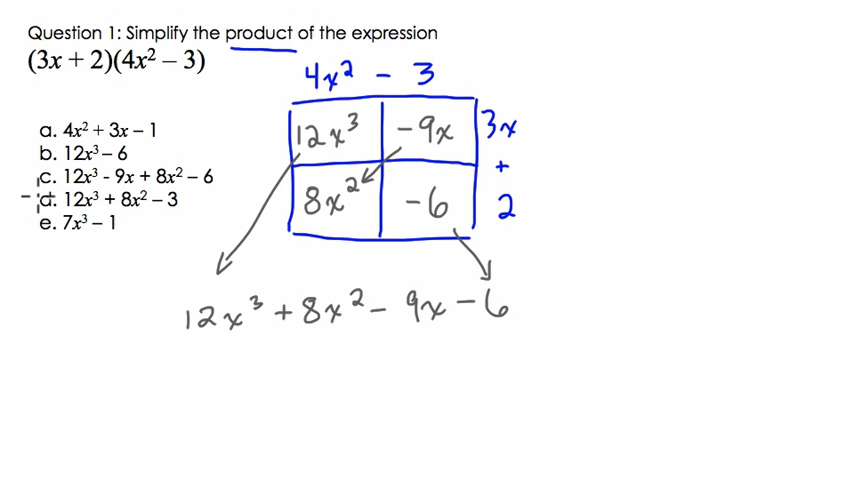 Question 1: Simplify the product of the expression
(3x + 2)(4x² – 3)
4x² - 3
12x³ -9x 3x
+
8x² -6 2
a. 4x² + 3x – 1
b. 12x³ – 6
c. 12x³ - 9x + 8x² – 6
d. 12x³ + 8x² – 3
e. 7x³ – 1
12x³ + 8x² - 9x - 6